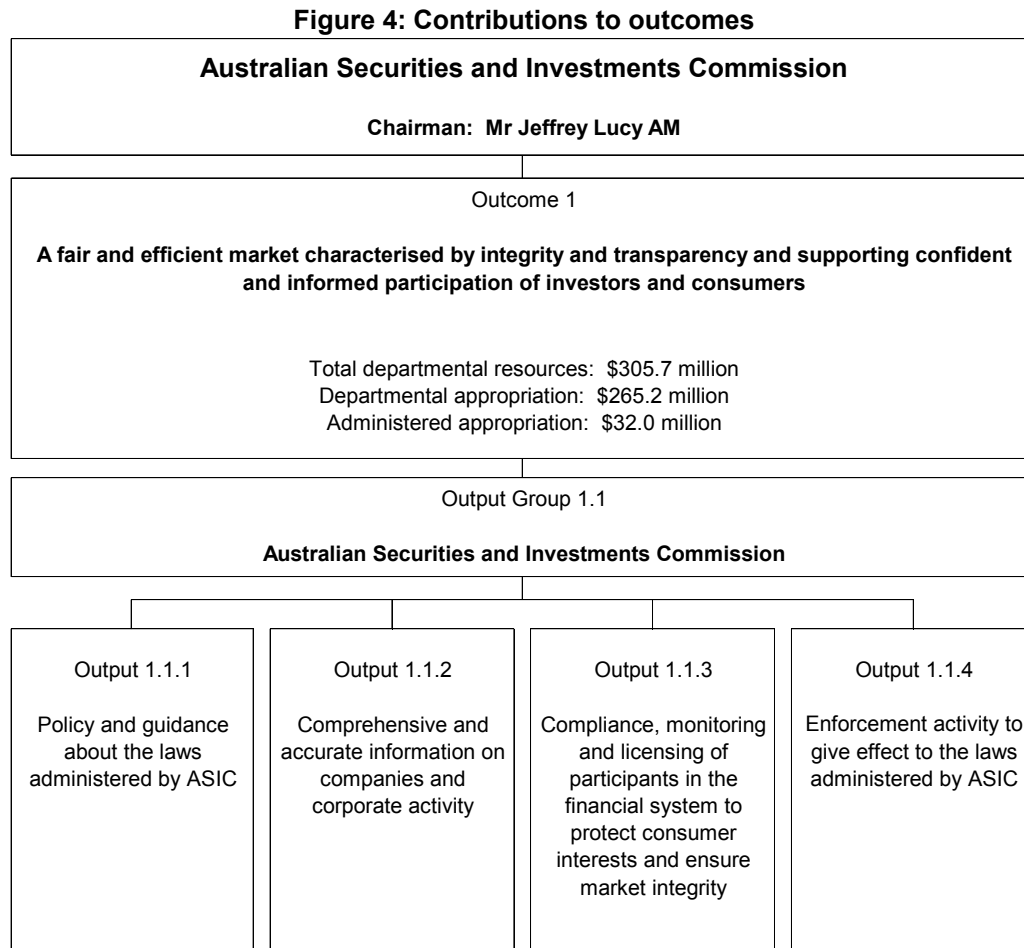 Figure 4: Contributions to outcomes
Australian Securities and Investments Commission
Chairman: Mr Jeffrey Lucy AM
Outcome 1
A fair and efficient market characterised by integrity and transparency and supporting confident
and informed participation of investors and consumers
Total departmental resources: $305.7 million
Departmental appropriation: $265.2 million
Administered appropriation: $32.0 million
Output Group 1.1
Australian Securities and Investments Commission
Output 1.1.1
Policy and guidance
about the laws
administered by ASIC
Output 1.1.2
Comprehensive and
accurate information on
companies and
corporate activity
Output 1.1.3
Compliance, monitoring
and licensing of
participants in the
financial system to
protect consumer
interests and ensure
market integrity
Output 1.1.4
Enforcement activity to
give effect to the laws
administered by ASIC